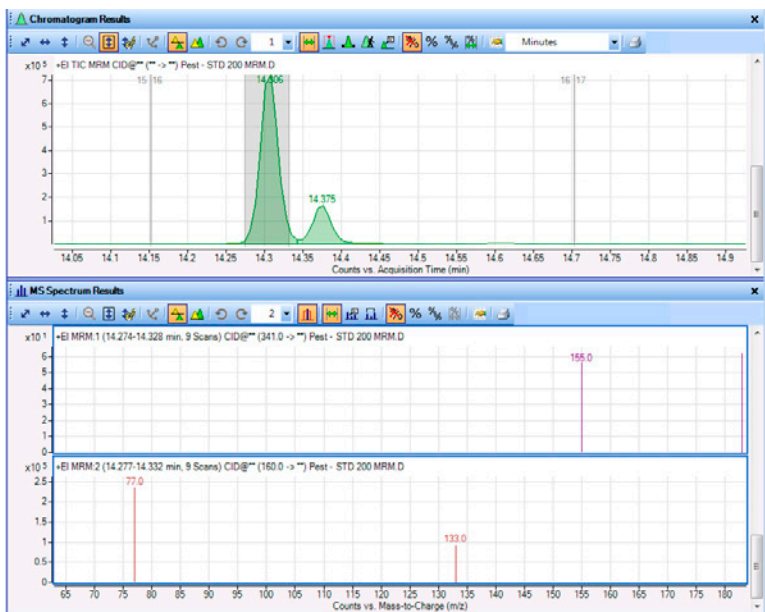 Chromatogram Results
1 % Minutes
x10 5 +EI TIC MRM CID@** (** -> **) Pest - STD 200 MRM.D
15 16 14.306 16 17
7
6
5
4
3
2 14.375
1
14.05 14.1 14.15 14.2 14.25 14.3 14.35 14.4 14.45 14.5 14.55 14.6 14.65 14.7 14.75 14.8 14.85 14.9
Counts vs. Acquisition Time (min)
MS Spectrum Results
2 %
x10 1 +EI MRM:1 (14.274-14.328 min, 9 Scans) CID@** (341.0 -> **) Pest - STD 200 MRM.D
6
155.0
5
4
3
2
1
0
x10 5 +EI MRM:2 (14.277-14.332 min, 9 Scans) CID@** (160.0 -> **) Pest - STD 200 MRM.D
2.5 77.0
2
1.5
1 133.0
0.5
0
65 70 75 80 85 90 95 100 105 110 115 120 125 130 135 140 145 150 155 160 165 170 175 180
Counts vs. Mass-to-Charge (m/z)